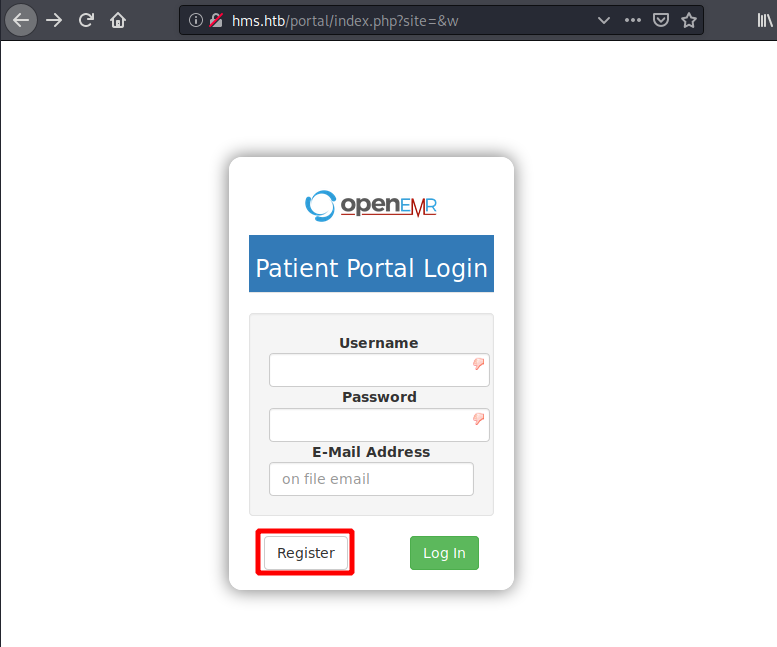 hms.htb/portal/index.php?site=&w
openEMR
Patient Portal Login
Username
Password
E-Mail Address
on file email
Register
Log In